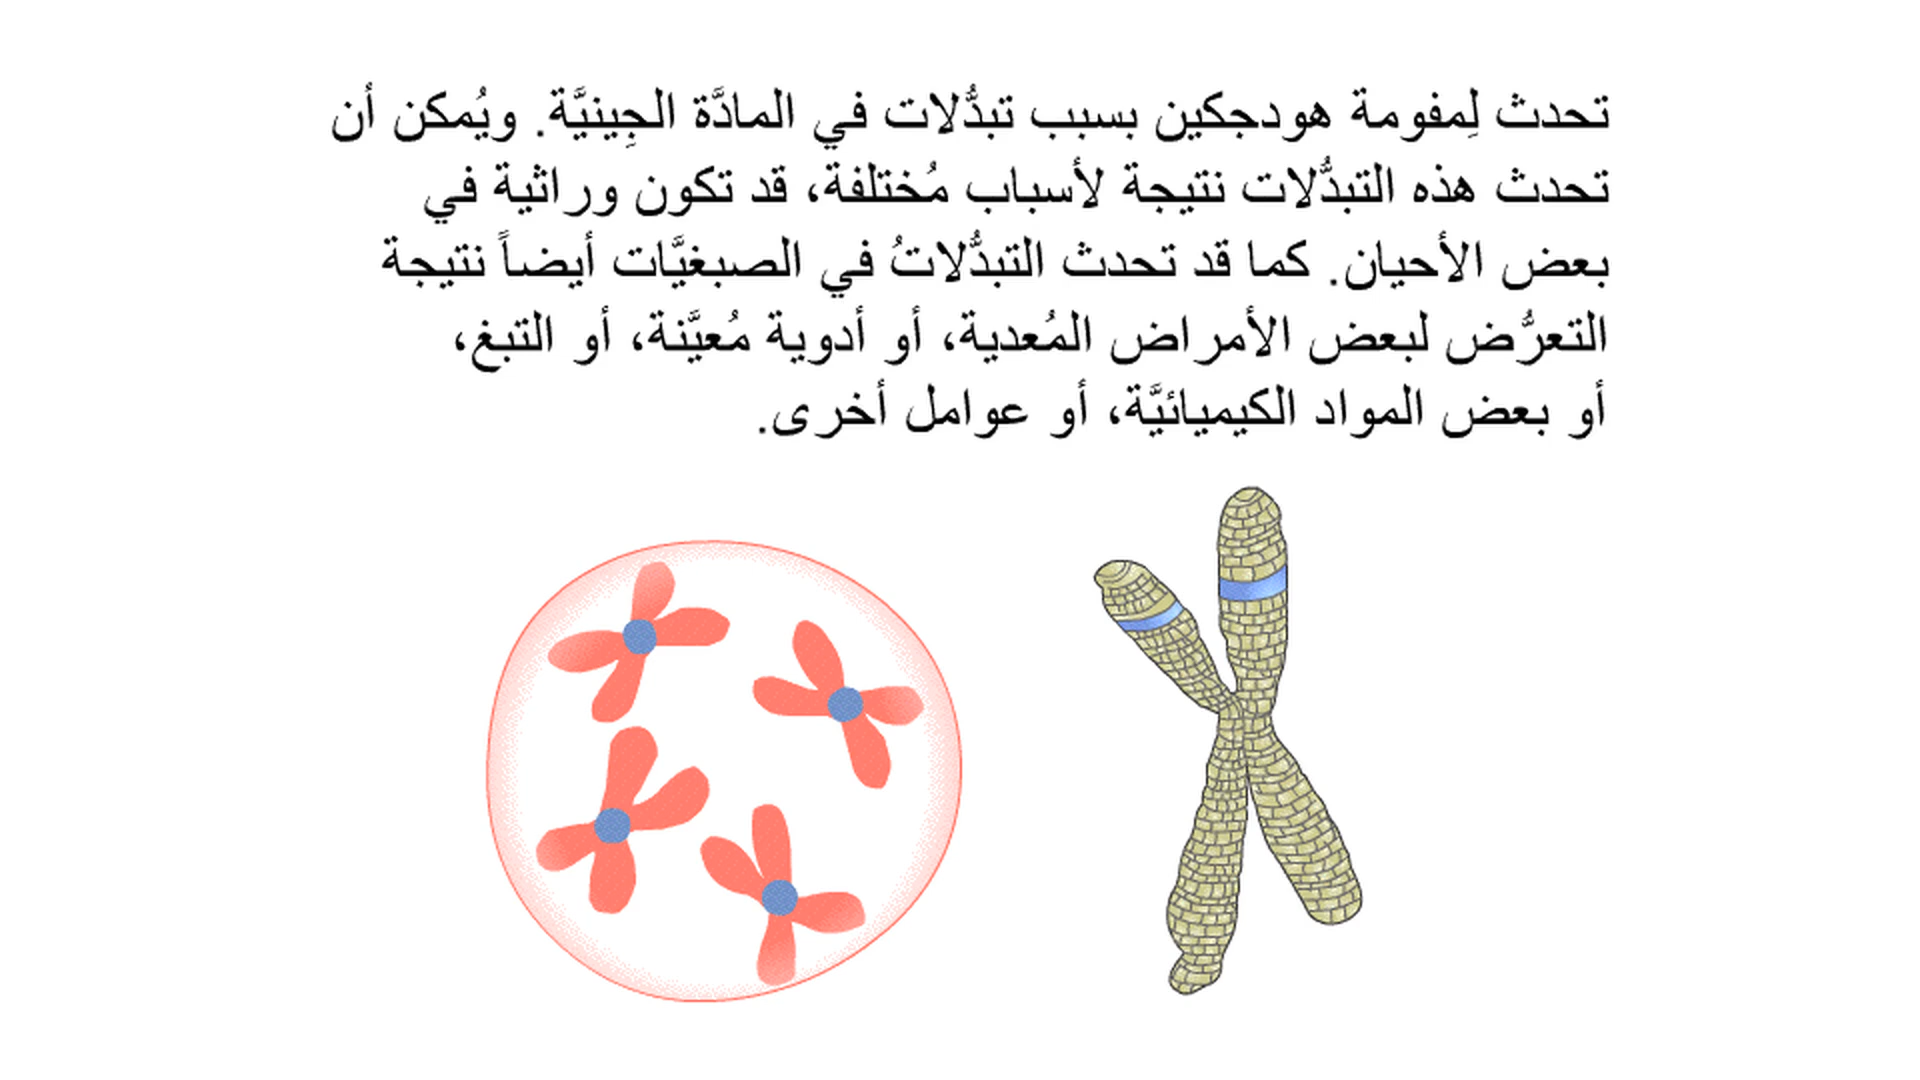 تحدث لِمفومة هودجكين بسبب تبدُّلات في المادَّة الجِينيَّة. ويُمكن أن
تحدث هذه التبدُّلات نتيجة لأسباب مُختلفة، قد تكون وراثية في
بعض الأحيان. كما قد تحدث التبدُّلاتُ في الصبغيَّات أيضاً نتيجة
التعرُّض لبعض الأمراض المُعدية، أو أدوية مُعيَّنة، أو التبغ،
أو بعض المواد الكيميائيَّة، أو عوامل أخرى.